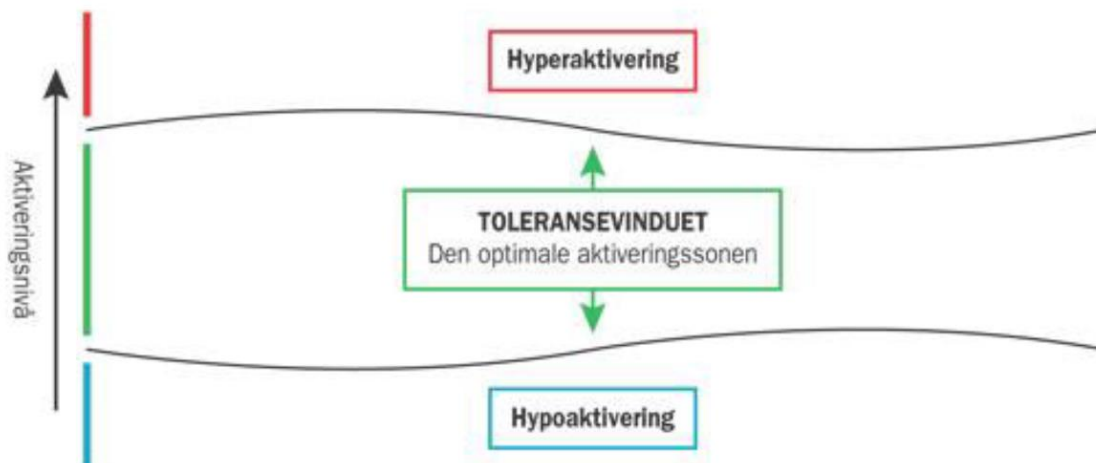 Hyperaktivering
Aktiveringsnivå
TOLERANSEVINDUET
Den optimale aktiveringssonen
Hypoaktivering